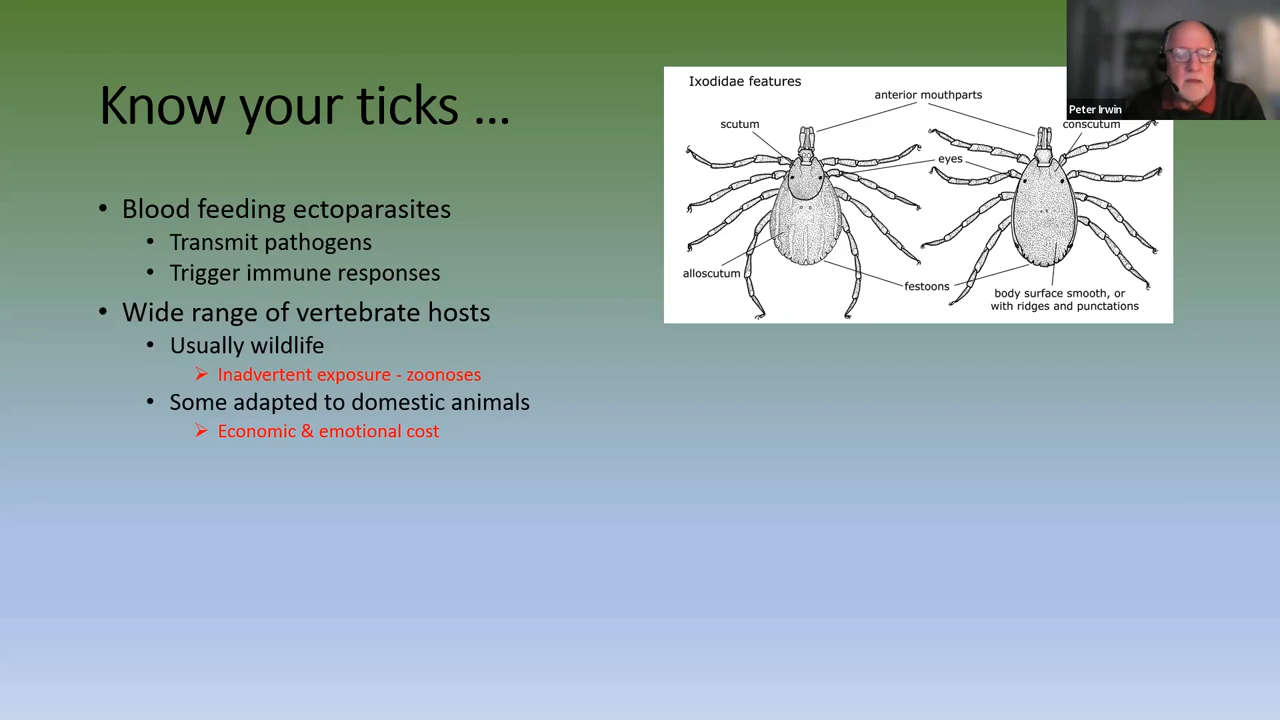 Know your ticks ...
• Blood feeding ectoparasites
• Transmit pathogens
• Trigger immune responses
• Wide range of vertebrate hosts
• Usually wildlife
➢ Inadvertent exposure - zoonoses
• Some adapted to domestic animals
➢ Economic & emotional cost
Ixodidae features
anterior mouthparts
scutum
conscutum
eyes
alloscutum
festoons
body surface smooth, or
with ridges and punctations
Peter Irwin